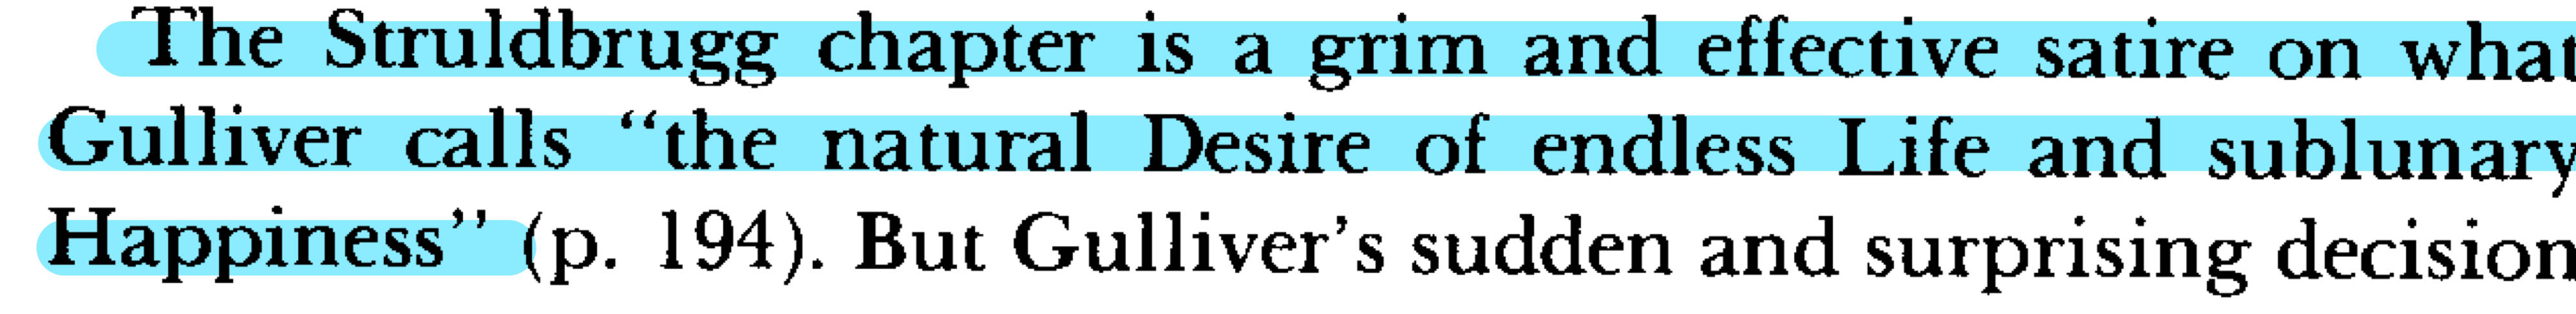 The Struldbrugg chapter is a grim and effective satire on what
Gulliver calls “the natural Desire of endless Life and sublunary
Happiness” (p. 194). But Gulliver’s sudden and surprising decision